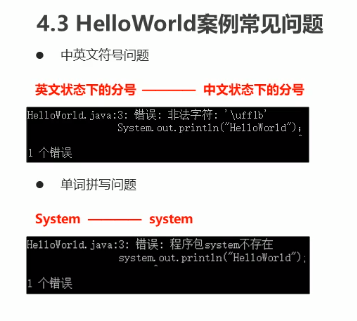 4.3 HelloWorld案例常见问题
● 中英文符号问题
英文状态下的分号 ———— 中文状态下的分号
HelloWorld.java:3: 错误: 非法字符: '\uff1b'
System.out.println("HelloWorld")；
1 个错误
● 单词拼写问题
System ———— system
HelloWorld.java:3: 错误: 程序包system不存在
system.out.println("HelloWorld");
1 个错误